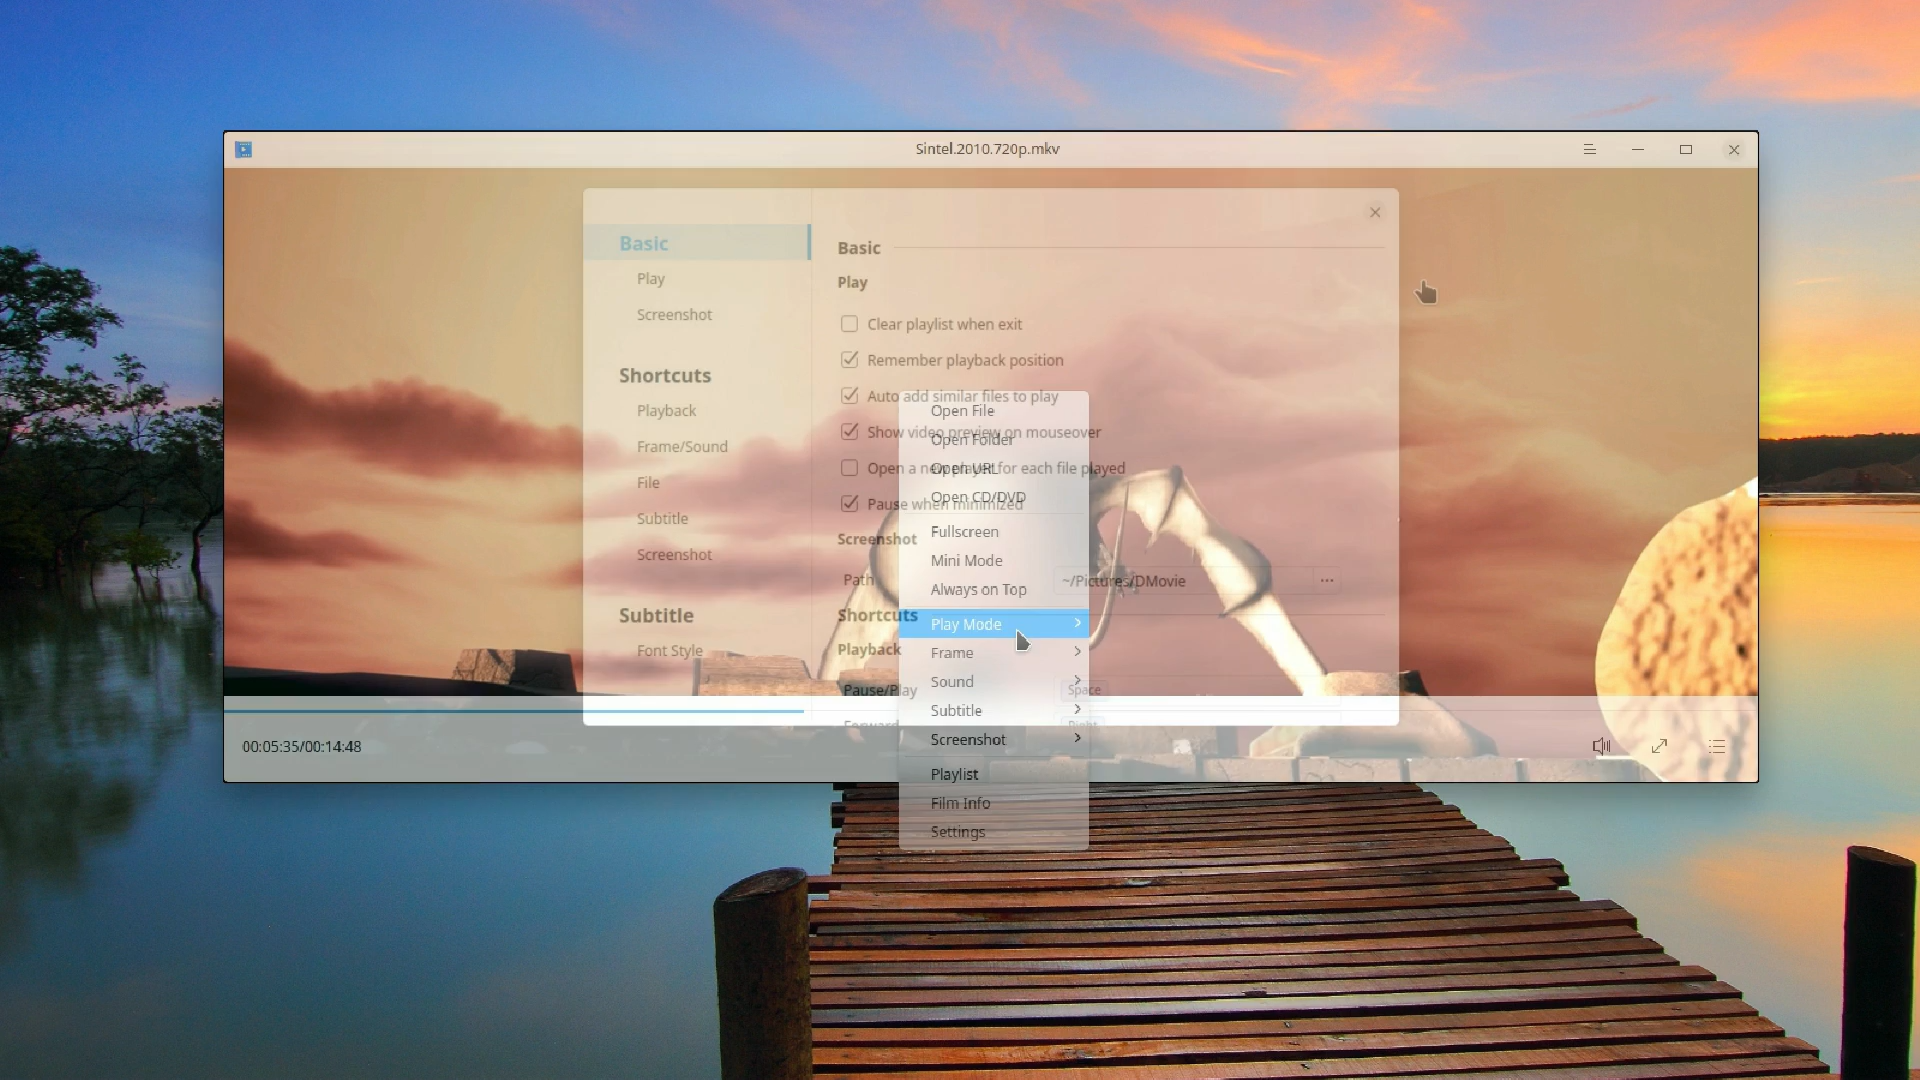 Sintel.2010.720p.mkv
Basic
Play
Screenshot
Shortcuts
Playback
Frame/Sound
File
Subtitle
Screenshot
Subtitle
Font Style
Basic
Play
Clear playlist when exit
Remember playback position
Auto add similar files to play
Show video preview on mouseover
Open a new player for each file played
Pause when minimized
Screenshot
Path
~/Pictures/DMovie
...
Shortcuts
Playback
Pause/Play
Space
Forward
Right
Open File
Open Folder
Open URL
Open CD/DVD
Fullscreen
Mini Mode
Always on Top
Play Mode
Frame
Sound
Subtitle
Screenshot
Playlist
Film Info
Settings
00:05:35/00:14:48